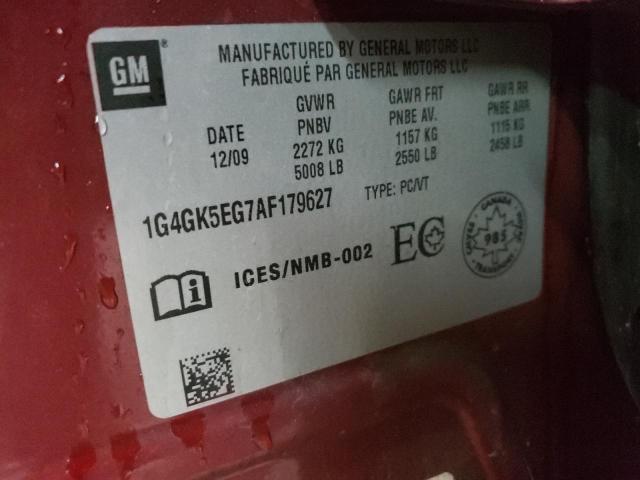 GM
MANUFACTURED BY GENERAL MOTORS LLC
FABRIQUÉ PAR GENERAL MOTORS LLC
DATE
12/09
GVWR
PNBV
2272 KG
5008 LB
GAWR FRT
PNBE AV.
1157 KG
2550 LB
GAWR RR
PNBE ARR.
1115 KG
2458 LB
1G4GK5EG7AF179627
TYPE: PC/VT
ICES/NMB-002
EC
CANADA
985
TRANSPORT